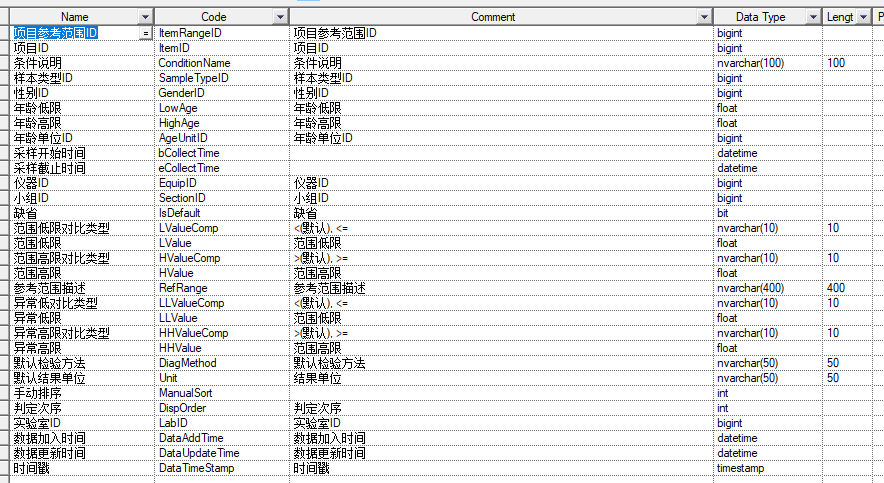 Name Code Comment Data Type Lengt P
项目参考范围ID = ItemRangeID 项目参考范围ID bigint
项目ID ItemID 项目ID bigint
条件说明 ConditionName 条件说明 nvarchar(100) 100
样本类型ID SampleTypeID 样本类型ID bigint
性别ID GenderID 性别ID bigint
年龄低限 LowAge 年龄低限 float
年龄高限 HighAge 年龄高限 float
年龄单位ID AgeUnitID 年龄单位ID bigint
采样开始时间 bCollectTime datetime
采样截止时间 eCollectTime datetime
仪器ID EquipID 仪器ID bigint
小组ID SectionID 小组ID bigint
缺省 IsDefault 缺省 bit
范围低限对比类型 LValueComp <(默认), <= nvarchar(10) 10
范围低限 LValue 范围低限 float
范围高限对比类型 HValueComp >(默认), >= nvarchar(10) 10
范围高限 HValue 范围高限 float
参考范围描述 RefRange 参考范围描述 nvarchar(400) 400
异常低对比类型 LLValueComp <(默认), <= nvarchar(10) 10
异常低限 LLValue 范围低限 float
异常高限对比类型 HHValueComp >(默认), >= nvarchar(10) 10
异常高限 HHValue 范围高限 float
默认检验方法 DiagMethod 默认检验方法 nvarchar(50) 50
默认结果单位 Unit 结果单位 nvarchar(50) 50
手动排序 ManualSort int
判定次序 DispOrder 判定次序 int
实验室ID LabID 实验室ID bigint
数据加入时间 DataAddTime 数据加入时间 datetime
数据更新时间 DataUpdateTime 数据更新时间 datetime
时间戳 DataTimeStamp 时间戳 timestamp